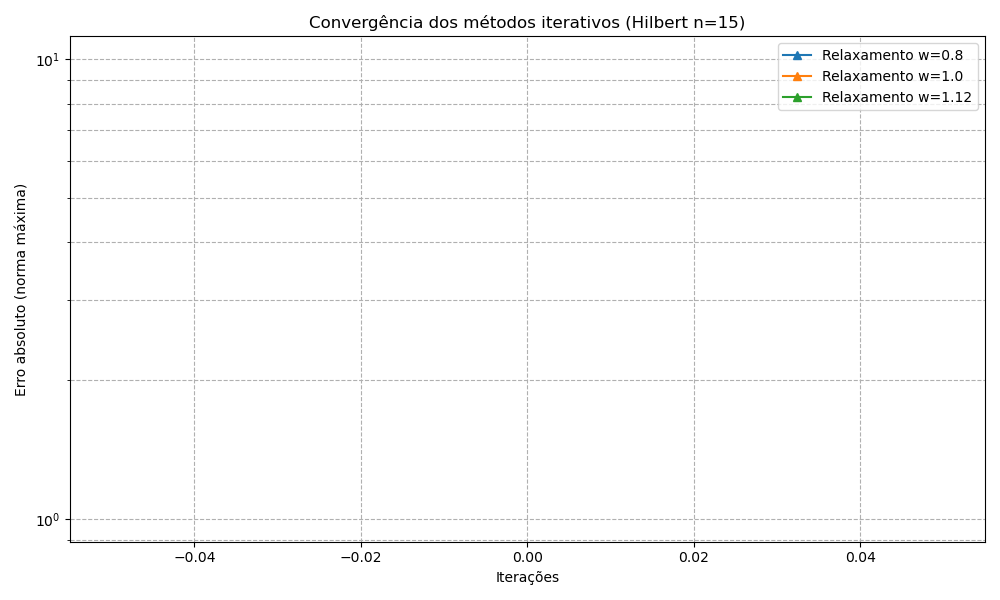 Convergência dos métodos iterativos (Hilbert n=15)
Relaxamento w=0.8
Relaxamento w=1.0
Relaxamento w=1.12
Erro absoluto (norma máxima)
10¹
10⁰
−0.04 −0.02 0.00 0.02 0.04
Iterações